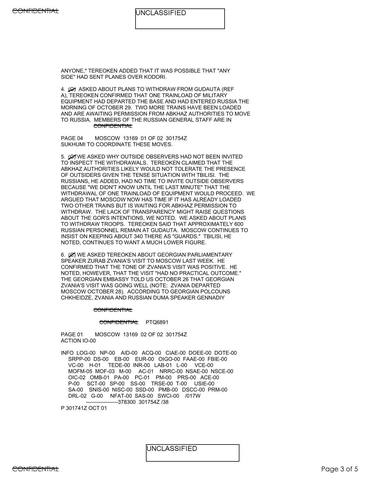 CONFIDENTIAL
UNCLASSIFIED
ANYONE," TEREOKEN ADDED THAT IT WAS POSSIBLE THAT "ANY
SIDE" HAD SENT PLANES OVER KODORI.
4. ASKED ABOUT PLANS TO WITHDRAW FROM GUDAUTA (REF
A), TEREOKEN CONFIRMED THAT ONE TRAINLOAD OF MILITARY
EQUIPMENT HAD DEPARTED THE BASE AND HAD ENTERED RUSSIA THE
MORNING OF OCTOBER 29. TWO MORE TRAINS HAVE BEEN LOADED
AND ARE AWAITING PERMISSION FROM ABKHAZ AUTHORITIES TO MOVE
TO RUSSIA. MEMBERS OF THE RUSSIAN GENERAL STAFF ARE IN
CONFIDENTIAL
PAGE 04 MOSCOW 13169 01 OF 02 301754Z
SUKHUMI TO COORDINATE THESE MOVES.
5. WE ASKED WHY OUTSIDE OBSERVERS HAD NOT BEEN INVITED
TO INSPECT THE WITHDRAWALS. TEREOKEN CLAIMED THAT THE
ABKHAZ AUTHORITIES LIKELY WOULD NOT TOLERATE THE PRESENCE
OF OUTSIDERS GIVEN THE TENSE SITUATION WITH TBILISI. THE
RUSSIANS, HE ADDED, HAD NO TIME TO INVITE OUTSIDE OBSERVERS
BECAUSE "WE DIDN'T KNOW UNTIL THE LAST MINUTE" THAT THE
WITHDRAWAL OF ONE TRAINLOAD OF EQUIPMENT WOULD PROCEED. WE
ARGUED THAT MOSCOW NOW HAS TIME IF IT HAS ALREADY LOADED
TWO OTHER TRAINS BUT IS WAITING FOR ABKHAZ PERMISSION TO
WITHDRAW. THE LACK OF TRANSPARENCY MIGHT RAISE QUESTIONS
ABOUT THE GOR'S INTENTIONS, WE NOTED. WE ASKED ABOUT PLANS
TO WITHDRAW TROOPS. TEREOKEN SAID THAT APPROXIMATELY 600
RUSSIAN PERSONNEL REMAIN AT GUDAUTA. MOSCOW CONTINUES TO
INSIST ON KEEPING ABOUT 340 THERE AS "GUARDS." TBILISI, HE
NOTED, CONTINUES TO WANT A MUCH LOWER FIGURE.
6. WE ASKED TEREOKEN ABOUT GEORGIAN PARLIAMENTARY
SPEAKER ZURAB ZVANIA'S VISIT TO MOSCOW LAST WEEK. HE
CONFIRMED THAT THE TONE OF ZVANIA'S VISIT WAS POSITIVE. HE
NOTED, HOWEVER, THAT THE VISIT "HAD NO PRACTICAL OUTCOME."
THE GEORGIAN EMBASSY TOLD US OCTOBER 26 THAT GEORGIAN
ZVANIA'S VISIT WAS GOING WELL (NOTE: ZVANIA DEPARTED
MOSCOW OCTOBER 28). ACCORDING TO GEORGIAN POLCOUNS
CHKHEIDZE, ZVANIA AND RUSSIAN DUMA SPEAKER GENNADIY
CONFIDENTIAL
CONFIDENTIAL PTQ6891
PAGE 01 MOSCOW 13169 02 OF 02 301754Z
ACTION IO-00
INFO LOG-00 NP-00 AID-00 ACQ-00 CIAE-00 DOEE-00 DOTE-00
SRPP-00 DS-00 EB-00 EUR-00 OIGO-00 FAAE-00 FBIE-00
VC-00 H-01 TEDE-00 INR-00 LAB-01 L-00 VCE-00
MOFM-05 MOF-03 M-00 AC-01 NRRC-00 NSAE-00 NSCE-00
OIC-02 OMB-01 PA-00 PC-01 PM-00 PRS-00 ACE-00
P-00 SCT-00 SP-00 SS-00 TRSE-00 T-00 USIE-00
SA-00 SNIS-00 NISC-00 SSD-00 PMB-00 DSCC-00 PRM-00
DRL-02 G-00 NFAT-00 SAS-00 SWCI-00 /017W
------------------378300 301754Z /38
P 301741Z OCT 01
UNCLASSIFIED
CONFIDENTIAL
Page 3 of 5